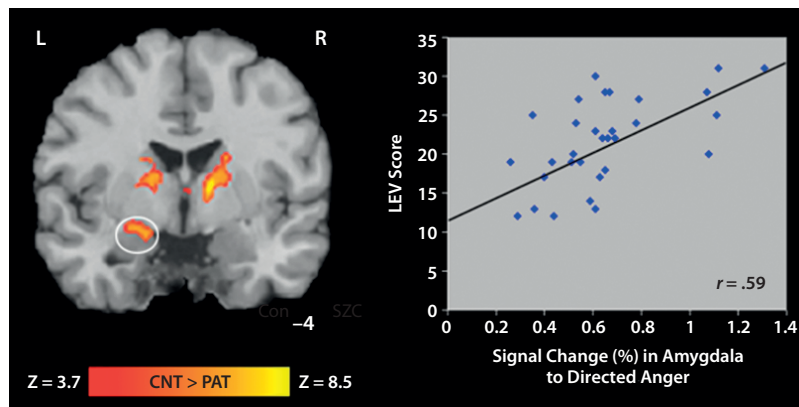 L
R
Con
SZC
–4
Z = 3.7
CNT > PAT
Z = 8.5
35
30
25
20
15
10
5
0
LEV Score
r = .59
0
0.2
0.4
0.6
0.8
1
1.2
1.4
Signal Change (%) in Amygdala
to Directed Anger